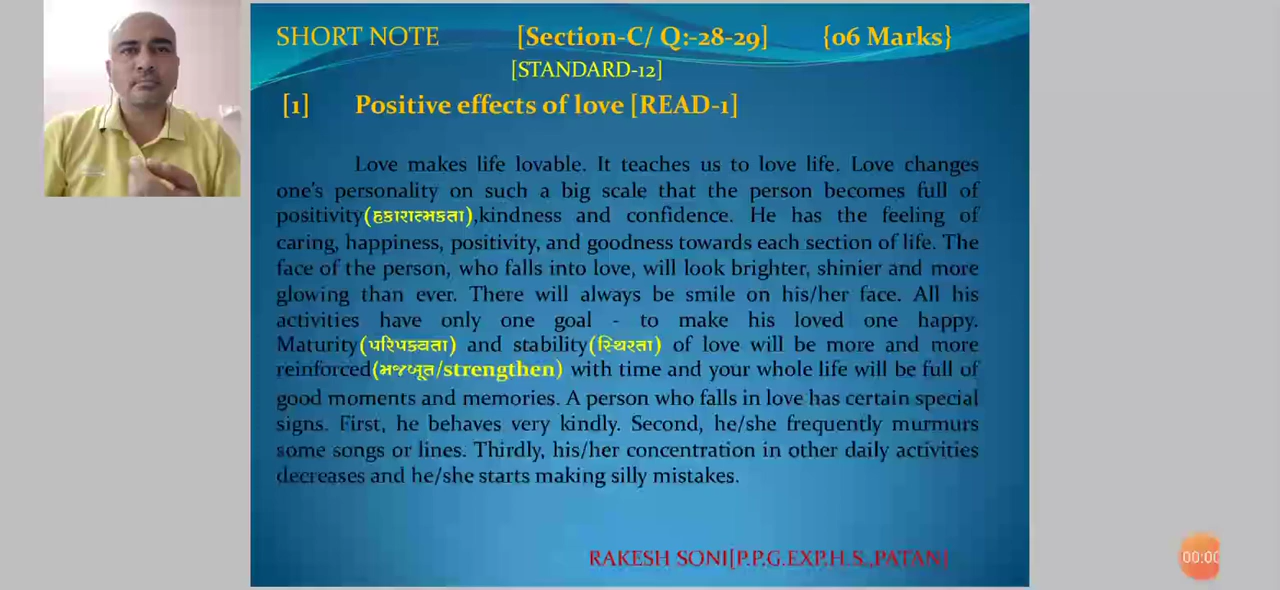 SHORT NOTE [Section-C/ Q:-28-29] {06 Marks}
[STANDARD-12]
[1] Positive effects of love [READ-1]
Love makes life lovable. It teaches us to love life. Love changes
one's personality on such a big scale that the person becomes full of
positivity(હકારાત્મકતા),kindness and confidence. He has the feeling of
caring, happiness, positivity, and goodness towards each section of life. The
face of the person, who falls into love, will look brighter, shinier and more
glowing than ever. There will always be smile on his/her face. All his
activities have only one goal - to make his loved one happy.
Maturity(પરિપક્વતા) and stability(સ્થિરતા) of love will be more and more
reinforced(મજબૂત/strengthen) with time and your whole life will be full of
good moments and memories. A person who falls in love has certain special
signs. First, he behaves very kindly. Second, he/she frequently murmurs
some songs or lines. Thirdly, his/her concentration in other daily activities
decreases and he/she starts making silly mistakes.
RAKESH SONI[P.P.G.EXP.H.S.,PATAN]
00:00